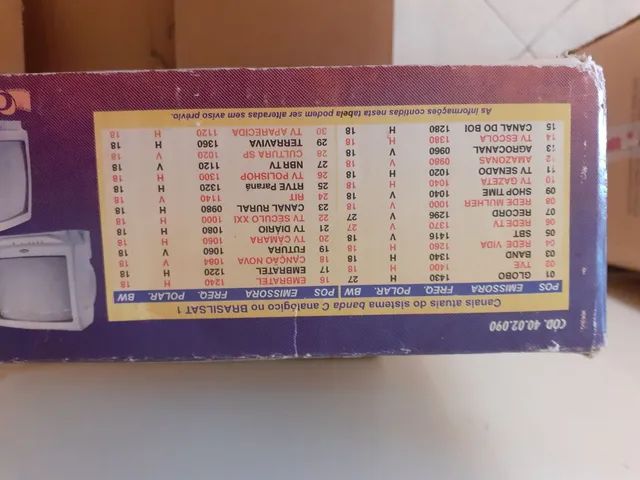 CÓD. 40.02.090
Canais atuais do sistema banda C analógico no BRASILSAT 1
POS EMISSORA FREQ. POLAR. BW POS EMISSORA FREQ. POLAR. BW
01 GLOBO 1430 H 27 16 EMBRATEL 1240 H 18
02 TVE 1400 H 18 17 EMBRATEL 1220 H 18
03 BAND 1340 H 18 18 CANÇÃO NOVA 1084 V 18
04 REDE VIDA V 18 19 FUTURA 1060 V 18
05 SBT 1416 V 18 20 TV CAMARA 1060 H 18
06 REDE TV 1370 V 27 21 TV DIARIO H 18
07 RECORD 1296 V 27 22 TV SÉCULO XXI 1000 H 18
08 REDE MULHER V 18 23 CANAL RURAL 0980 H 18
09 SHOP TIME 1040 V 18 24 RIT 1140 V 18
10 TV GAZETA 1040 H 18 25 RTVE Paraná 1320 H 18
11 TV SENADO 1020 H 18 26 TV POLISHOP 1300 H 18
12 AMAZONAS 0980 V 18 27 NBR TV 1120 V 18
13 AGROCANAL 0960 V 18 28 CULTURA SP 1020 V 18
14 TV ESCOLA 1380 H 18 29 TERRAVIVA 1360 H 18
15 CANAL DO BOI 1280 H 18 30 TV APARECIDA 1120 H 18
As informações contidas nesta tabela podem ser alteradas sem aviso prévio.